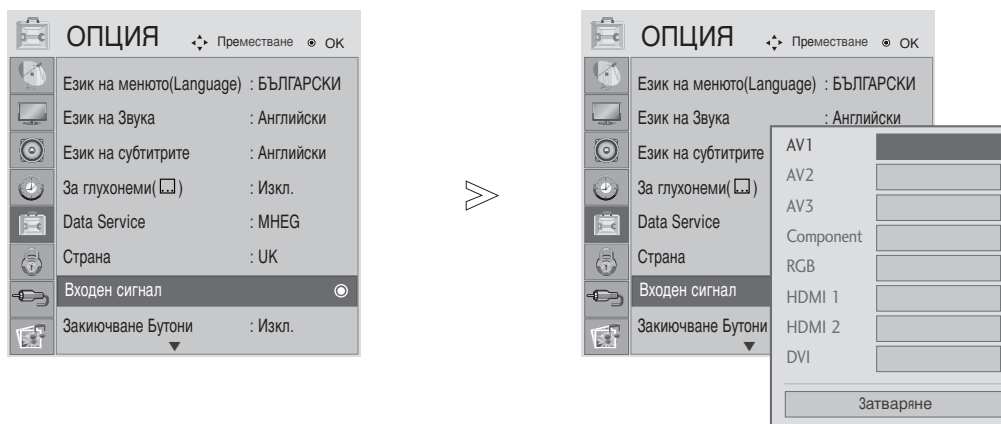 ОПЦИЯ Преместване OK
Език на менюто(Language) : БЪЛГАРСКИ
Език на Звука : Английски
Език на субтитрите : Английски
За глухонеми( ) : Изкл.
Data Service : MHEG
Страна : UK
Входен сигнал
Закиючване Бутони : Изкл.
ОПЦИЯ Преместване OK
Език на менюто(Language) : БЪЛГАРСКИ
Език на Звука : Английски
Език на субтитрите
За глухонеми( )
Data Service
Страна
Входен сигнал
Закиючване Бутони
AV1
AV2
AV3
Component
RGB
HDMI 1
HDMI 2
DVI
Затваряне